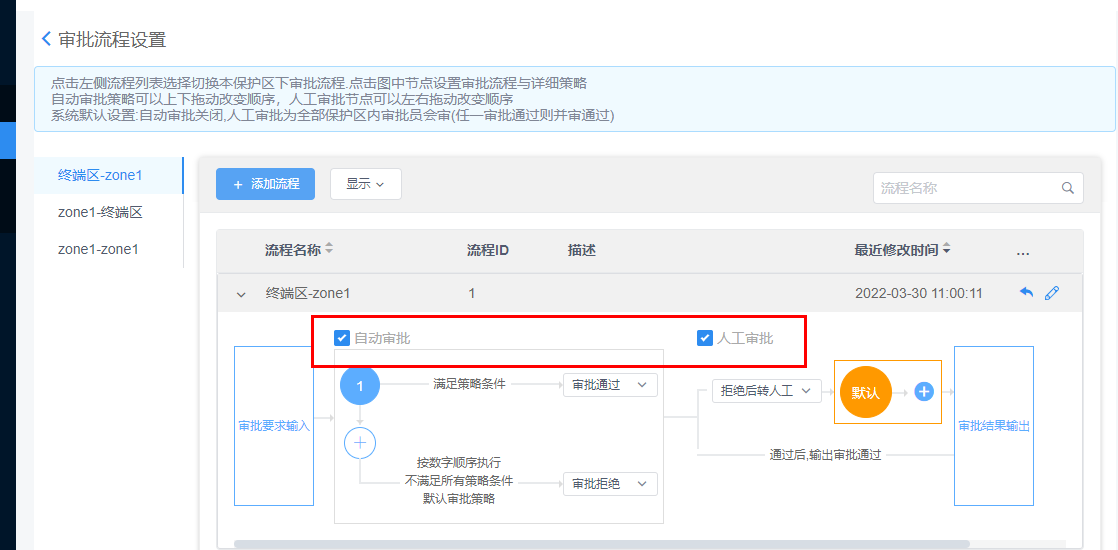 审批流程设置
点击左侧流程列表选择切换本保护区下审批流程.点击图中节点设置审批流程与详细策略
自动审批策略可以上下拖动改变顺序，人工审批节点可以左右拖动改变顺序
系统默认设置:自动审批关闭,人工审批为全部保护区内审批员会审(任一审批通过则并审通过)
终端区-zone1
zone1-终端区
zone1-zone1
+ 添加流程
显示
流程名称
流程名称 流程ID 描述 最近修改时间 ...
终端区-zone1 1 2022-03-30 11:00:11
自动审批
人工审批
审批要求输入
1
满足策略条件
审批通过
按数字顺序执行
不满足所有策略条件
默认审批策略
审批拒绝
拒绝后转人工
默认
通过后,输出审批通过
审批结果输出